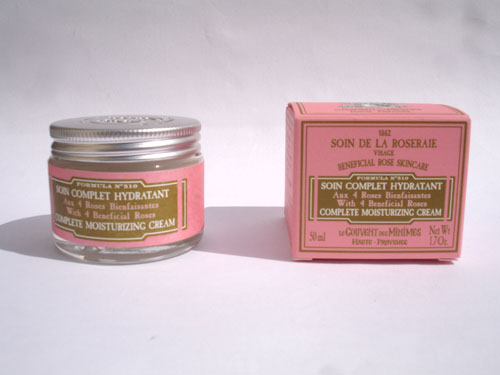 FORMULA Nº310
SOIN COMPLET HYDRATANT
Aux 4 Roses Bienfaisantes
With 4 Beneficial Roses
COMPLETE MOISTURIZING CREAM
1862
SOIN DE LA ROSERAIE
VISAGE
BENEFICIAL ROSE SKINCARE
FORMULA Nº310
SOIN COMPLET HYDRATANT
Aux 4 Roses Bienfaisantes
With 4 Beneficial Roses
COMPLETE MOISTURIZING CREAM
50 ml
LE COUVENT DES MINIMES
HAUTE-PROVENCE
Net Wt
1.7 Oz.